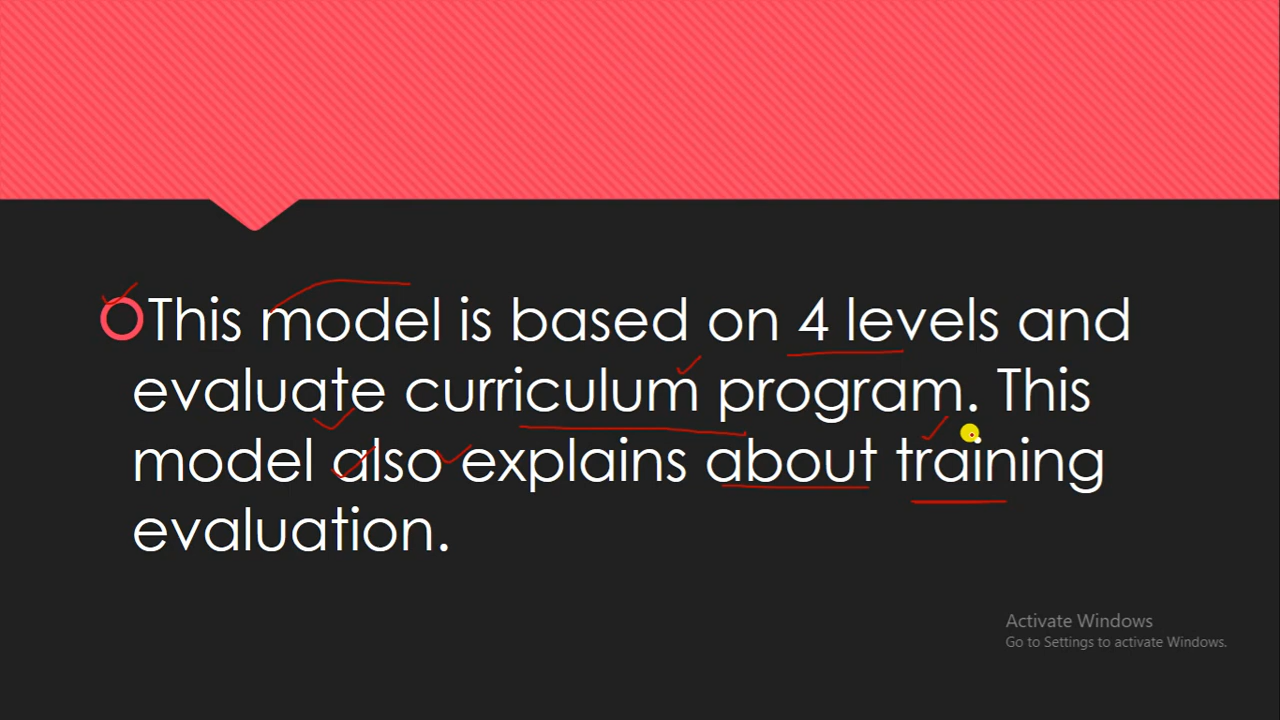 This model is based on 4 levels and
evaluate curriculum program. This
model also explains about training
evaluation.
Activate Windows
Go to Settings to activate Windows.